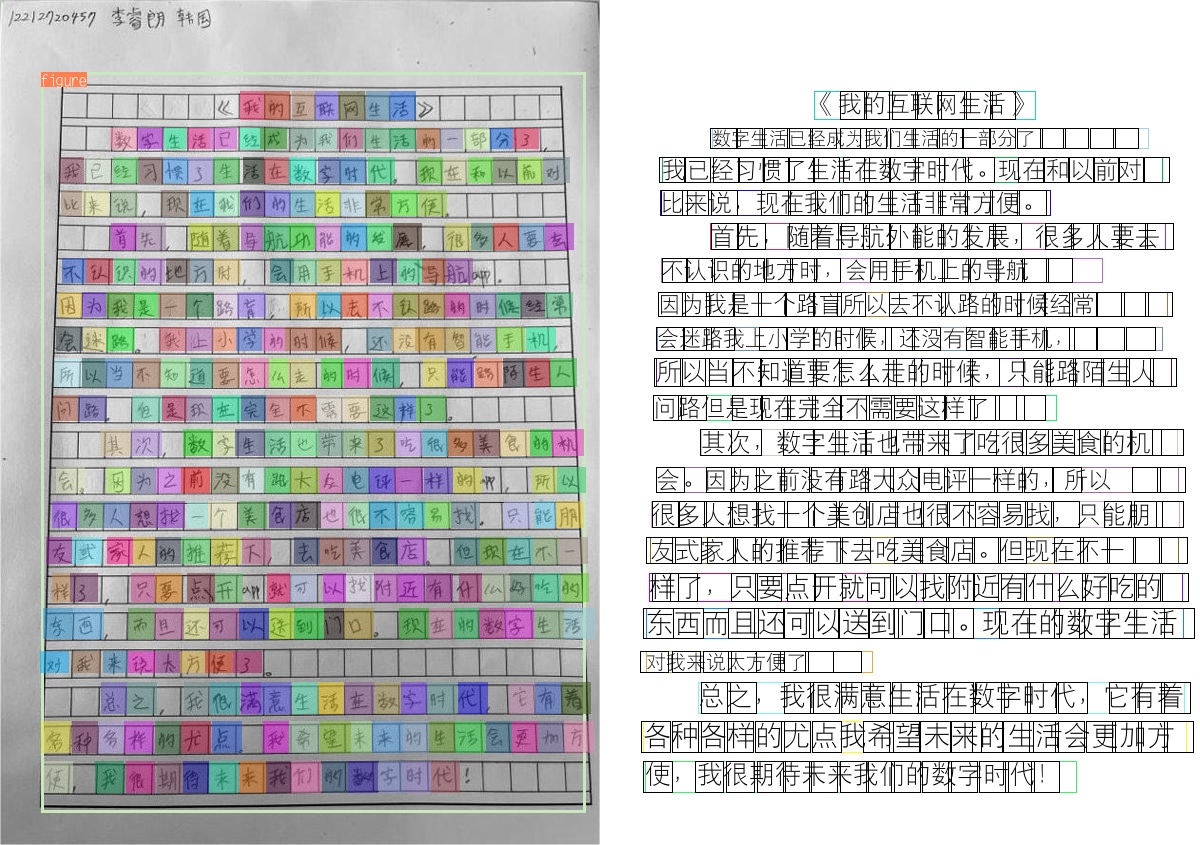 12212720457 李睿朗 韩国
figure
《我的互联网生活》
数字生活已经成为我们生活的一部分了,
我已经习惯了生活在数字时代。现在和以前对
比来说,现在我们的生活非常方便。
首先,随着导航功能的发展,很多人要去
不认识的地方时,会用手机上的导航app。
因为我是一个路盲,所以去不认路的时候经常
会迷路。我上小学的时候,还没有智能手机,
所以当不知道要怎么走的时候,只能路陌生人
问路。但是现在完全不需要这样了。
其次,数字生活也带来了吃很多美食的机
会。因为之前没有跟大众电评一样的app,所以
很多人想找一个美食店也很不容易找。只能朋
友或家人的推荐下,去吃美食店。但现在不一
样了,只要点开app就可以找附近有什么好吃的
东西,而且还可以送到门口。现在的数字生活
对我来说太方便了。
总之,我很满意生活在数字时代,它有着
各种各样的尤点。我希望未来的生活会更加方
便,我很期待未来我们的数字时代!
《我的互联网生活》
数字生活已经成为我们生活的一部分了
我已经习惯了生活在数字时代。现在和以前对
比来说,现在我们的生活非常方便。
首先,随着导航外能的发展,很多人要去
不认识的地方时,会用手机上的导航
因为我是十个路盲所以去不认路的时候经常
会迷路我上小学的时候,还没有智能手机,
所以当不知道要怎么走的时候,只能路陌生人
问路但是现在完全不需要这样了
其次,数字生活也带来了吃很多美食的机
会。因为之前没有路大众电评一样的,所以
很多人想找十个美创店也很不容易找,只能朋
友式家人的推荐下去吃美食店。但现在不十
样了,只要点开就可以找附近有什么好吃的
东西而且还可以送到门口。现在的数字生活
对我来说太方便了
总之,我很满意生活在数字时代,它有着
各种各样的尤点我希望未来的生活会更加方
便,我很期待未来我们的数字时代!